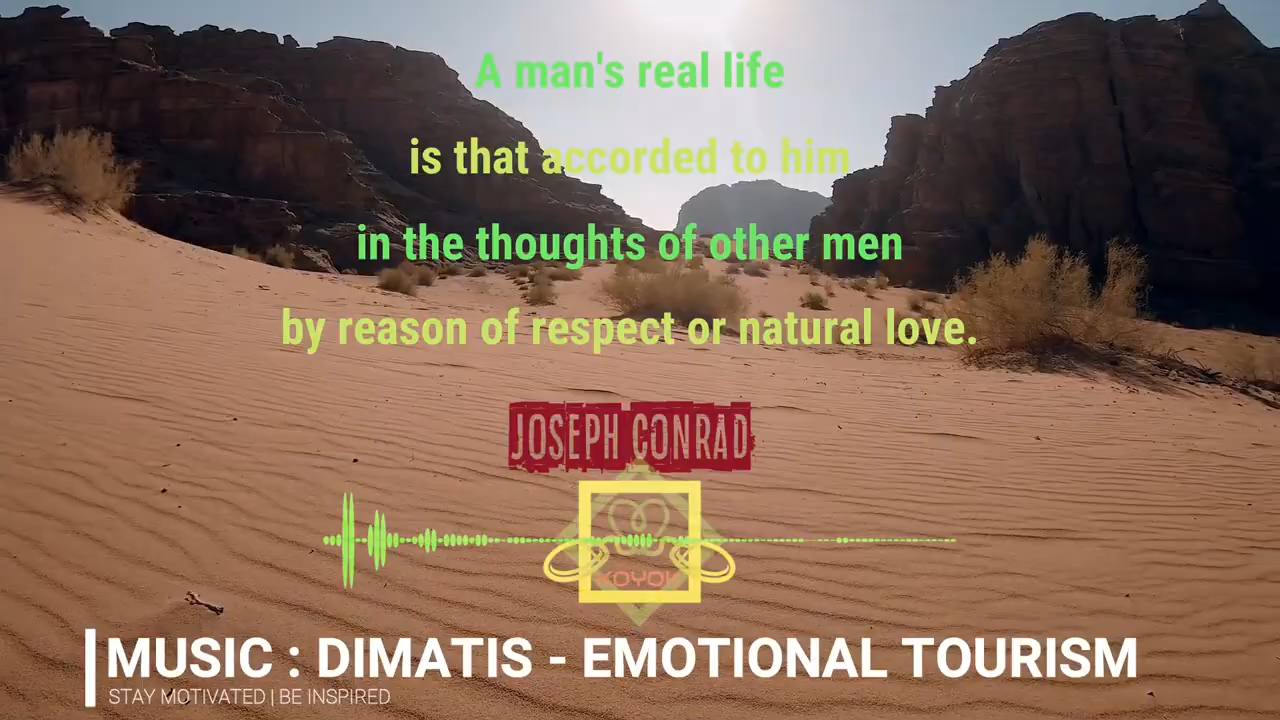 A man's real life
is that accorded to him
in the thoughts of other men
by reason of respect or natural love.
JOSEPH CONRAD
MUSIC : DIMATIS - EMOTIONAL TOURISM
STAY MOTIVATED | BE INSPIRED